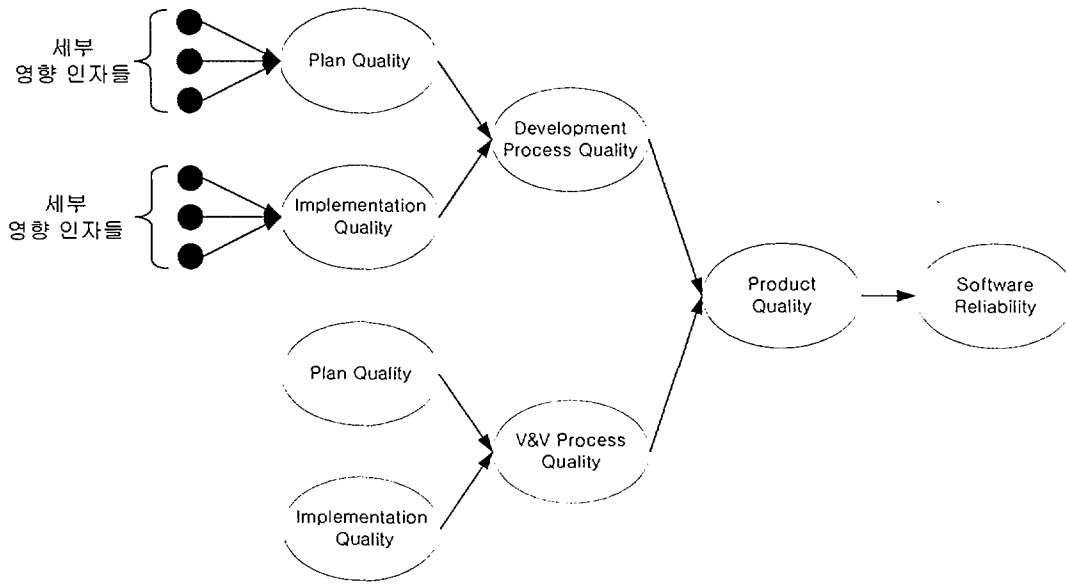 세부
영향 인자들
Plan Quality
Development
Process Quality
세부
영향 인자들
Implementation
Quality
Product
Quality
Software
Reliability
Plan Quality
V&V Process
Quality
Implementation
Quality